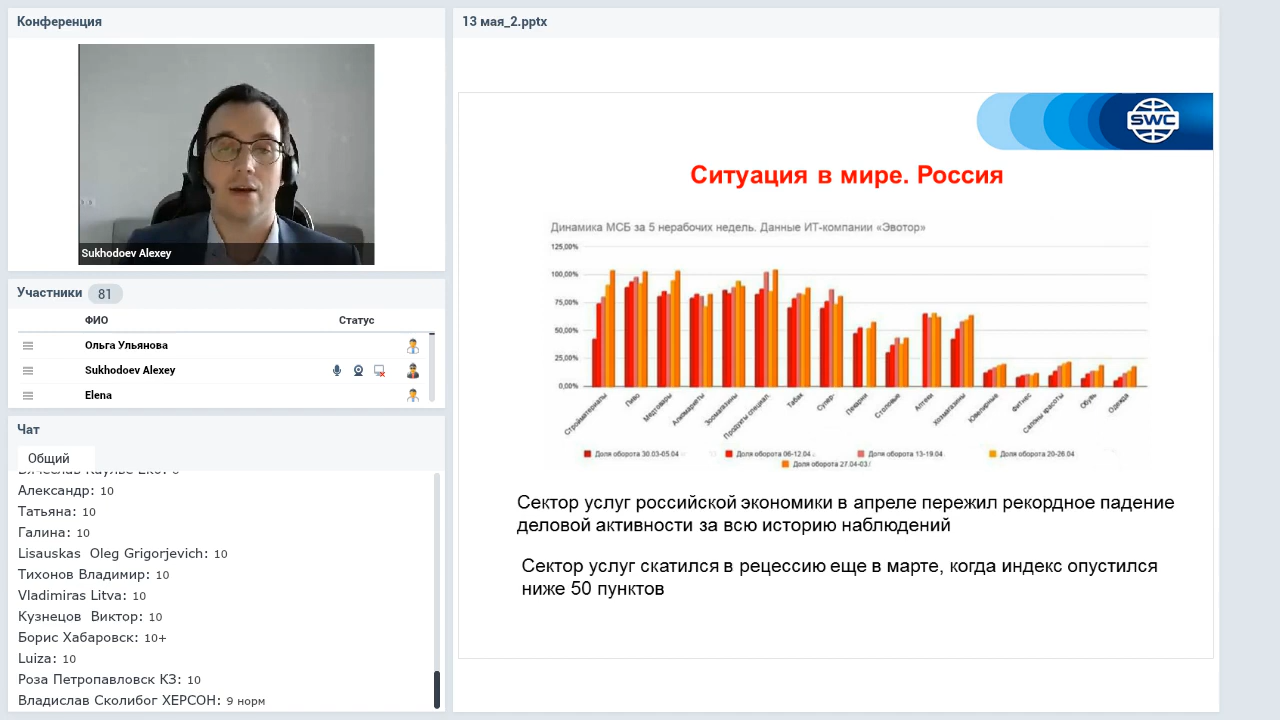 Конференция
Sukhodoev Alexey
Участники 81
ФИО Статус
Ольга Ульянова
Sukhodoev Alexey
Elena
Чат
Общий
Александр: 10
Татьяна: 10
Галина: 10
Lisauskas Oleg Grigorjevich: 10
Тихонов Владимир: 10
Vladimiras Litva: 10
Кузнецов Виктор: 10
Борис Хабаровск: 10+
Luiza: 10
Роза Петропавловск КЗ: 10
Владислав Сколибог ХЕРСОН: 9 норм
13 мая_2.pptx
SWC
Ситуация в мире. Россия
Динамика МСБ за 5 нерабочих недель. Данные ИТ-компании «Эвотор»
125,00%
100,00%
75,00%
50,00%
25,00%
0,00%
Стройматериалы
Пиво
Медтовары
Алкомаркеты
Зоомагазины
Продукты специал.
Табак
Супер-
Пекарни
Столовые
Аптеки
Хозмагазины
Ювелирные
Фитнес
Салоны красоты
Обувь
Одежда
Доля оборота 30.03-05.04 Доля оборота 06-12.04 Доля оборота 13-19.04 Доля оборота 20-26.04
Доля оборота 27.04-03.
Сектор услуг российской экономики в апреле пережил рекордное падение
деловой активности за всю историю наблюдений
Сектор услуг скатился в рецессию еще в марте, когда индекс опустился
ниже 50 пунктов